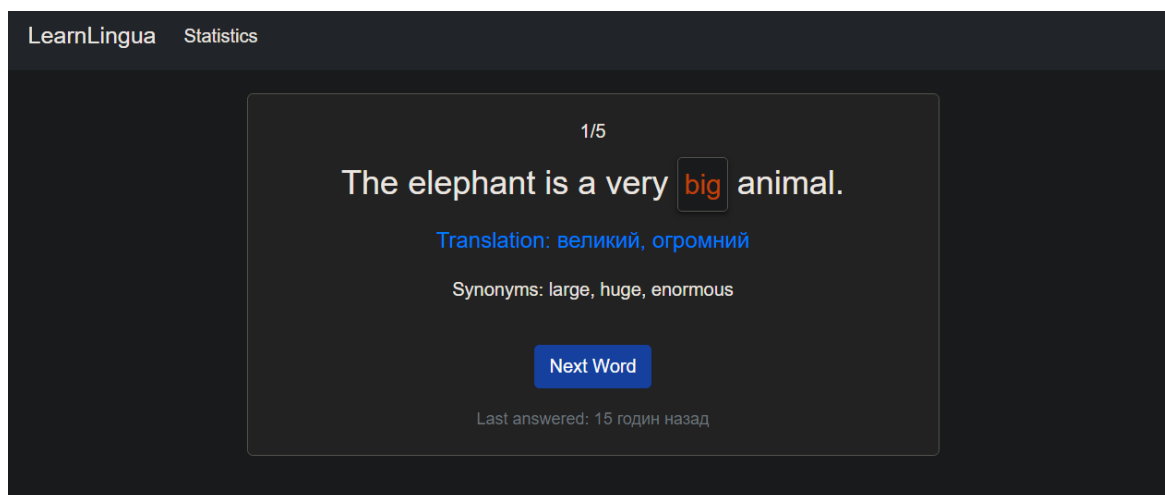 LearnLingua Statistics
1/5
The elephant is a very big animal.
Translation: великий, огромний
Synonyms: large, huge, enormous
Next Word
Last answered: 15 годин назад